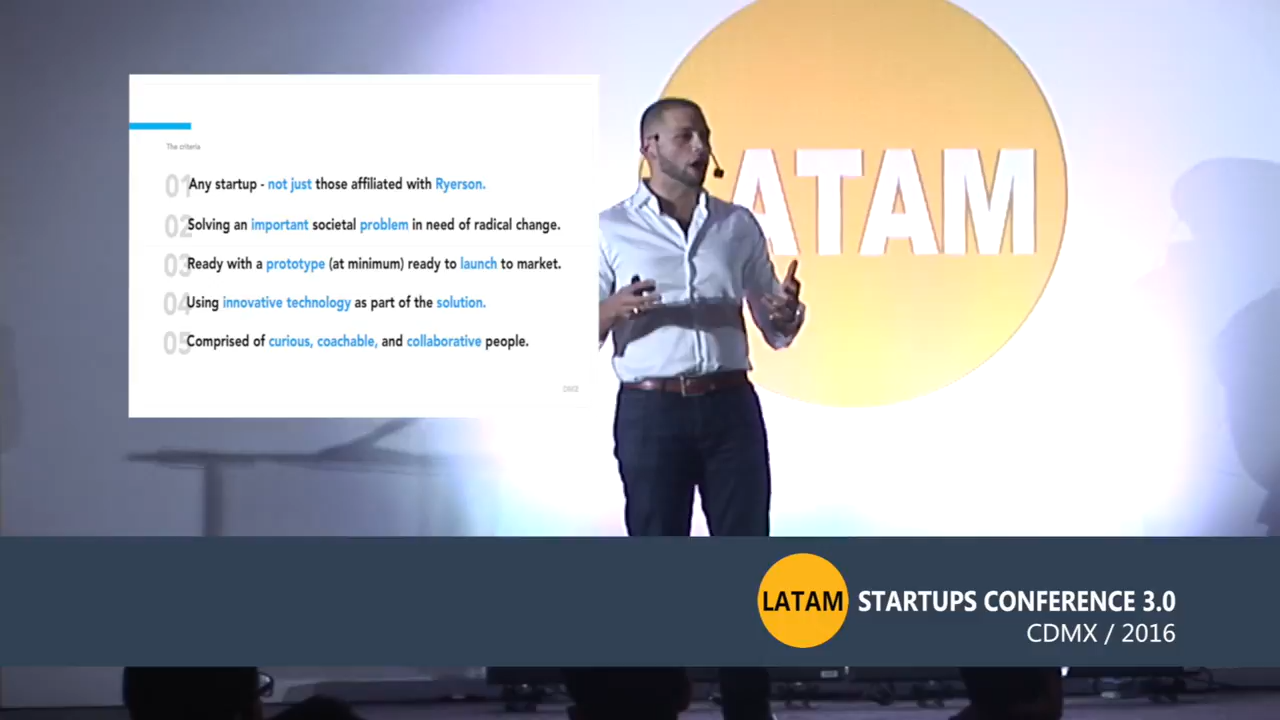 The criteria
01 Any startup - not just those affiliated with Ryerson.
02 Solving an important societal problem in need of radical change.
03 Ready with a prototype (at minimum) ready to launch to market.
04 Using innovative technology as part of the solution.
05 Comprised of curious, coachable, and collaborative people.
DMZ
LATAM
LATAM STARTUPS CONFERENCE 3.0
CDMX / 2016